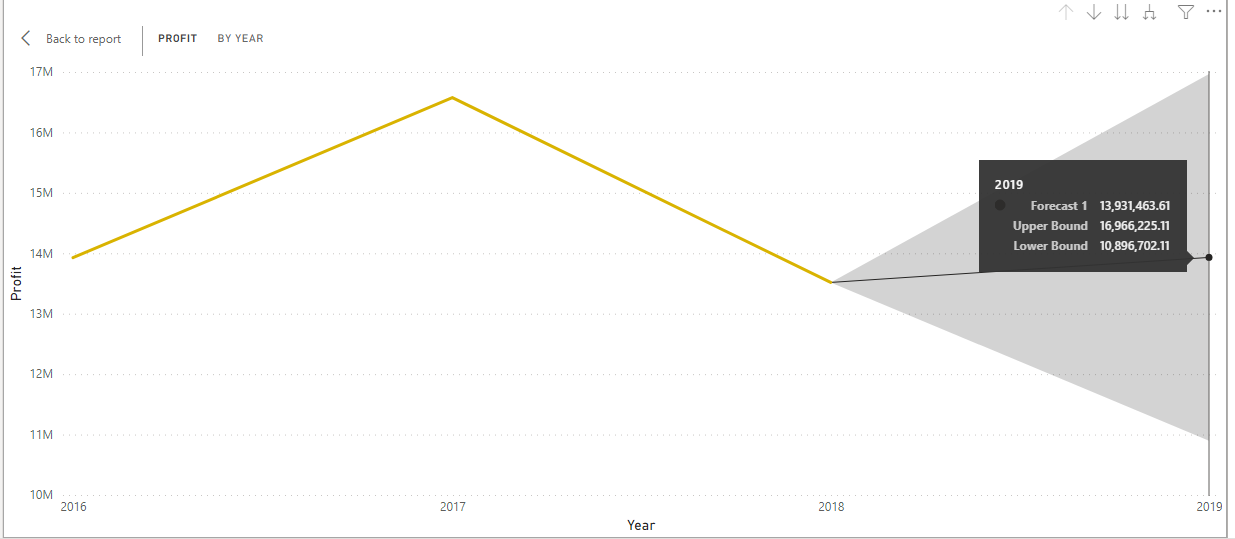 Back to report
PROFIT
BY YEAR
17M
16M
15M
14M
13M
12M
11M
10M
Profit
2019
Forecast 1 13,931,463.61
Upper Bound 16,966,225.11
Lower Bound 10,896,702.11
2016
2017
2018
2019
Year